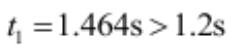 t₁ = 1.464s > 1.2s